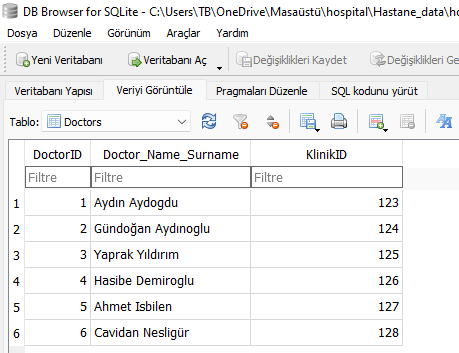 DB Browser for SQLite - C:\Users\TB\OneDrive\Masaüstü\hospital\Hastane_data\ho
Dosya Düzenle Görünüm Araçlar Yardım
Yeni Veritabanı Veritabanı Aç Değişiklikleri Kaydet Değişiklikleri Ge
Veritabanı Yapısı Veriyi Görüntüle Pragmaları Düzenle SQL kodunu yürüt
Tablo: Doctors
DoctorID Doctor_Name_Surname KlinikID
Filtre Filtre Filtre
1 1 Aydın Aydogdu 123
2 2 Gündoğan Aydınoglu 124
3 3 Yaprak Yıldırım 125
4 4 Hasibe Demiroglu 126
5 5 Ahmet Isbilen 127
6 6 Cavidan Nesligür 128